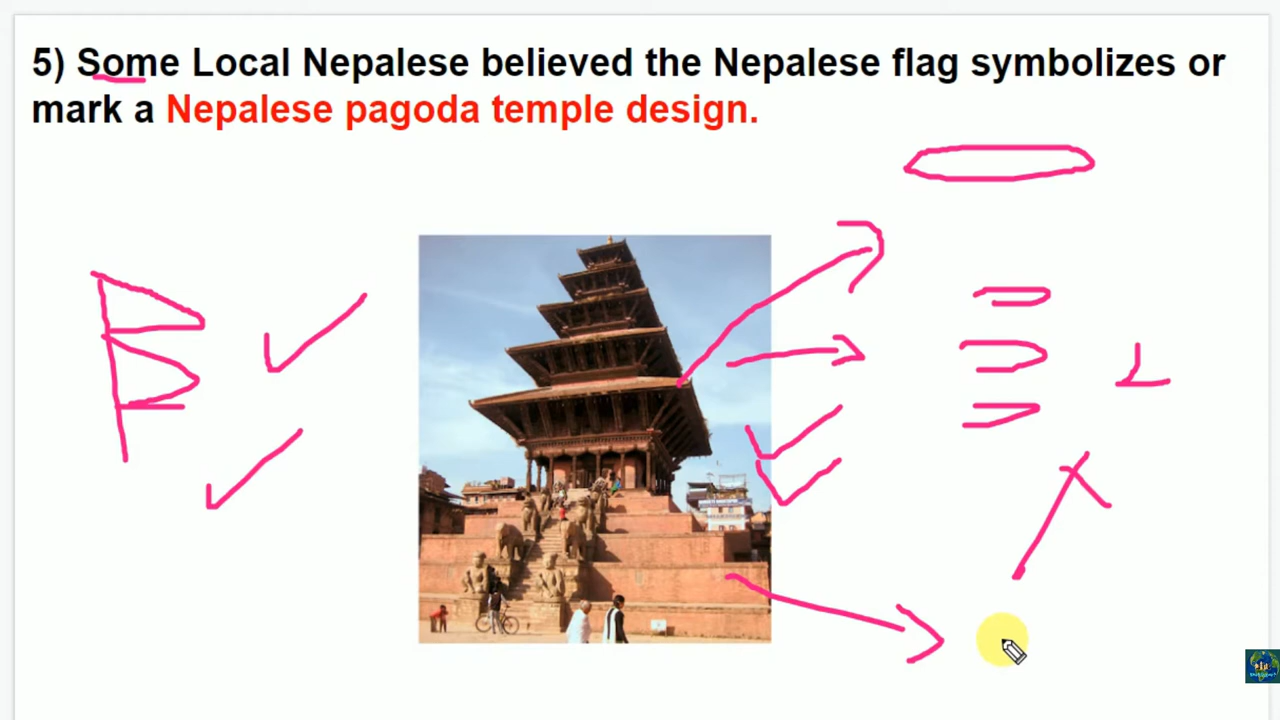 5) Some Local Nepalese believed the Nepalese flag symbolizes or
mark a Nepalese pagoda temple design.